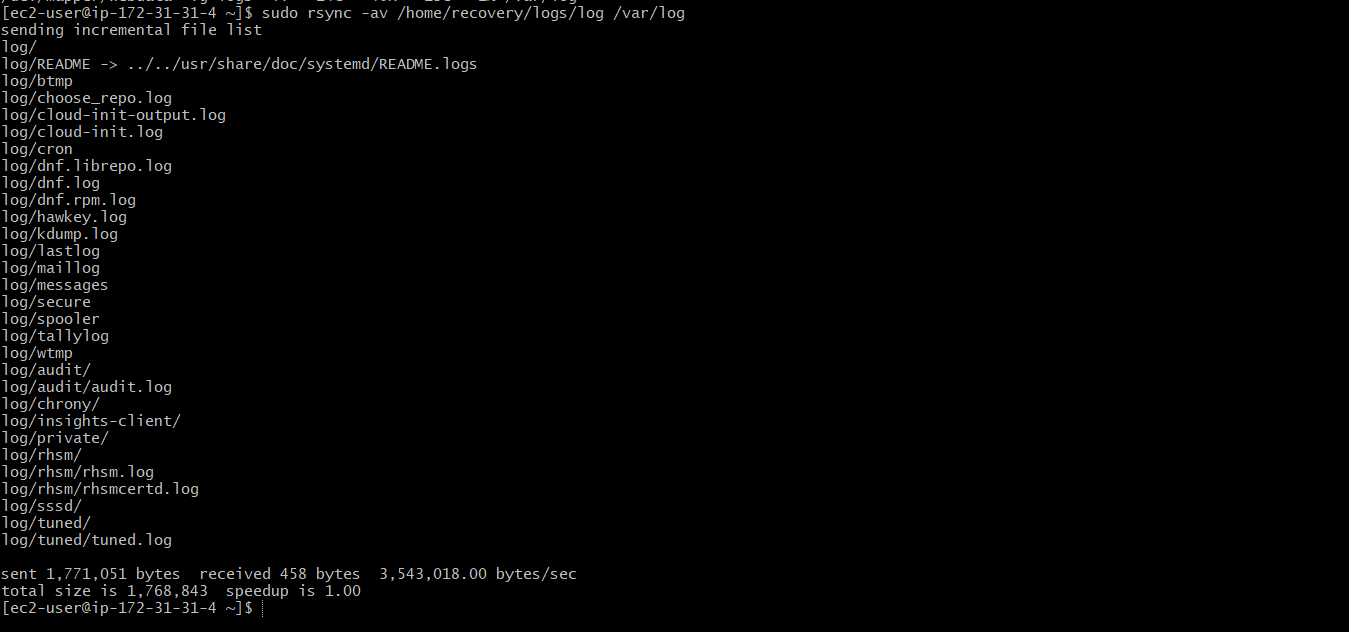 [ec2-user@ip-172-31-31-4 ~]$ sudo rsync -av /home/recovery/logs/log /var/log
sending incremental file list
log/
log/README -> ../../usr/share/doc/systemd/README.logs
log/btmp
log/choose_repo.log
log/cloud-init-output.log
log/cloud-init.log
log/cron
log/dnf.librepo.log
log/dnf.log
log/dnf.rpm.log
log/hawkey.log
log/kdump.log
log/lastlog
log/maillog
log/messages
log/secure
log/spooler
log/tallylog
log/wtmp
log/audit/
log/audit/audit.log
log/chrony/
log/insights-client/
log/private/
log/rhsm/
log/rhsm/rhsm.log
log/rhsm/rhsmcertd.log
log/sssd/
log/tuned/
log/tuned/tuned.log
sent 1,771,051 bytes  received 458 bytes  3,543,018.00 bytes/sec
total size is 1,768,843  speedup is 1.00
[ec2-user@ip-172-31-31-4 ~]$